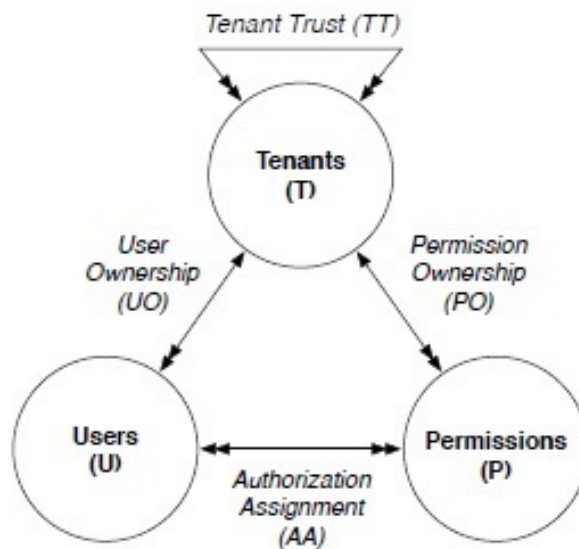 Tenant Trust (TT)
Tenants
(T)
User
Ownership
(UO)
Permission
Ownership
(PO)
Users
(U)
Permissions
(P)
Authorization
Assignment
(AA)